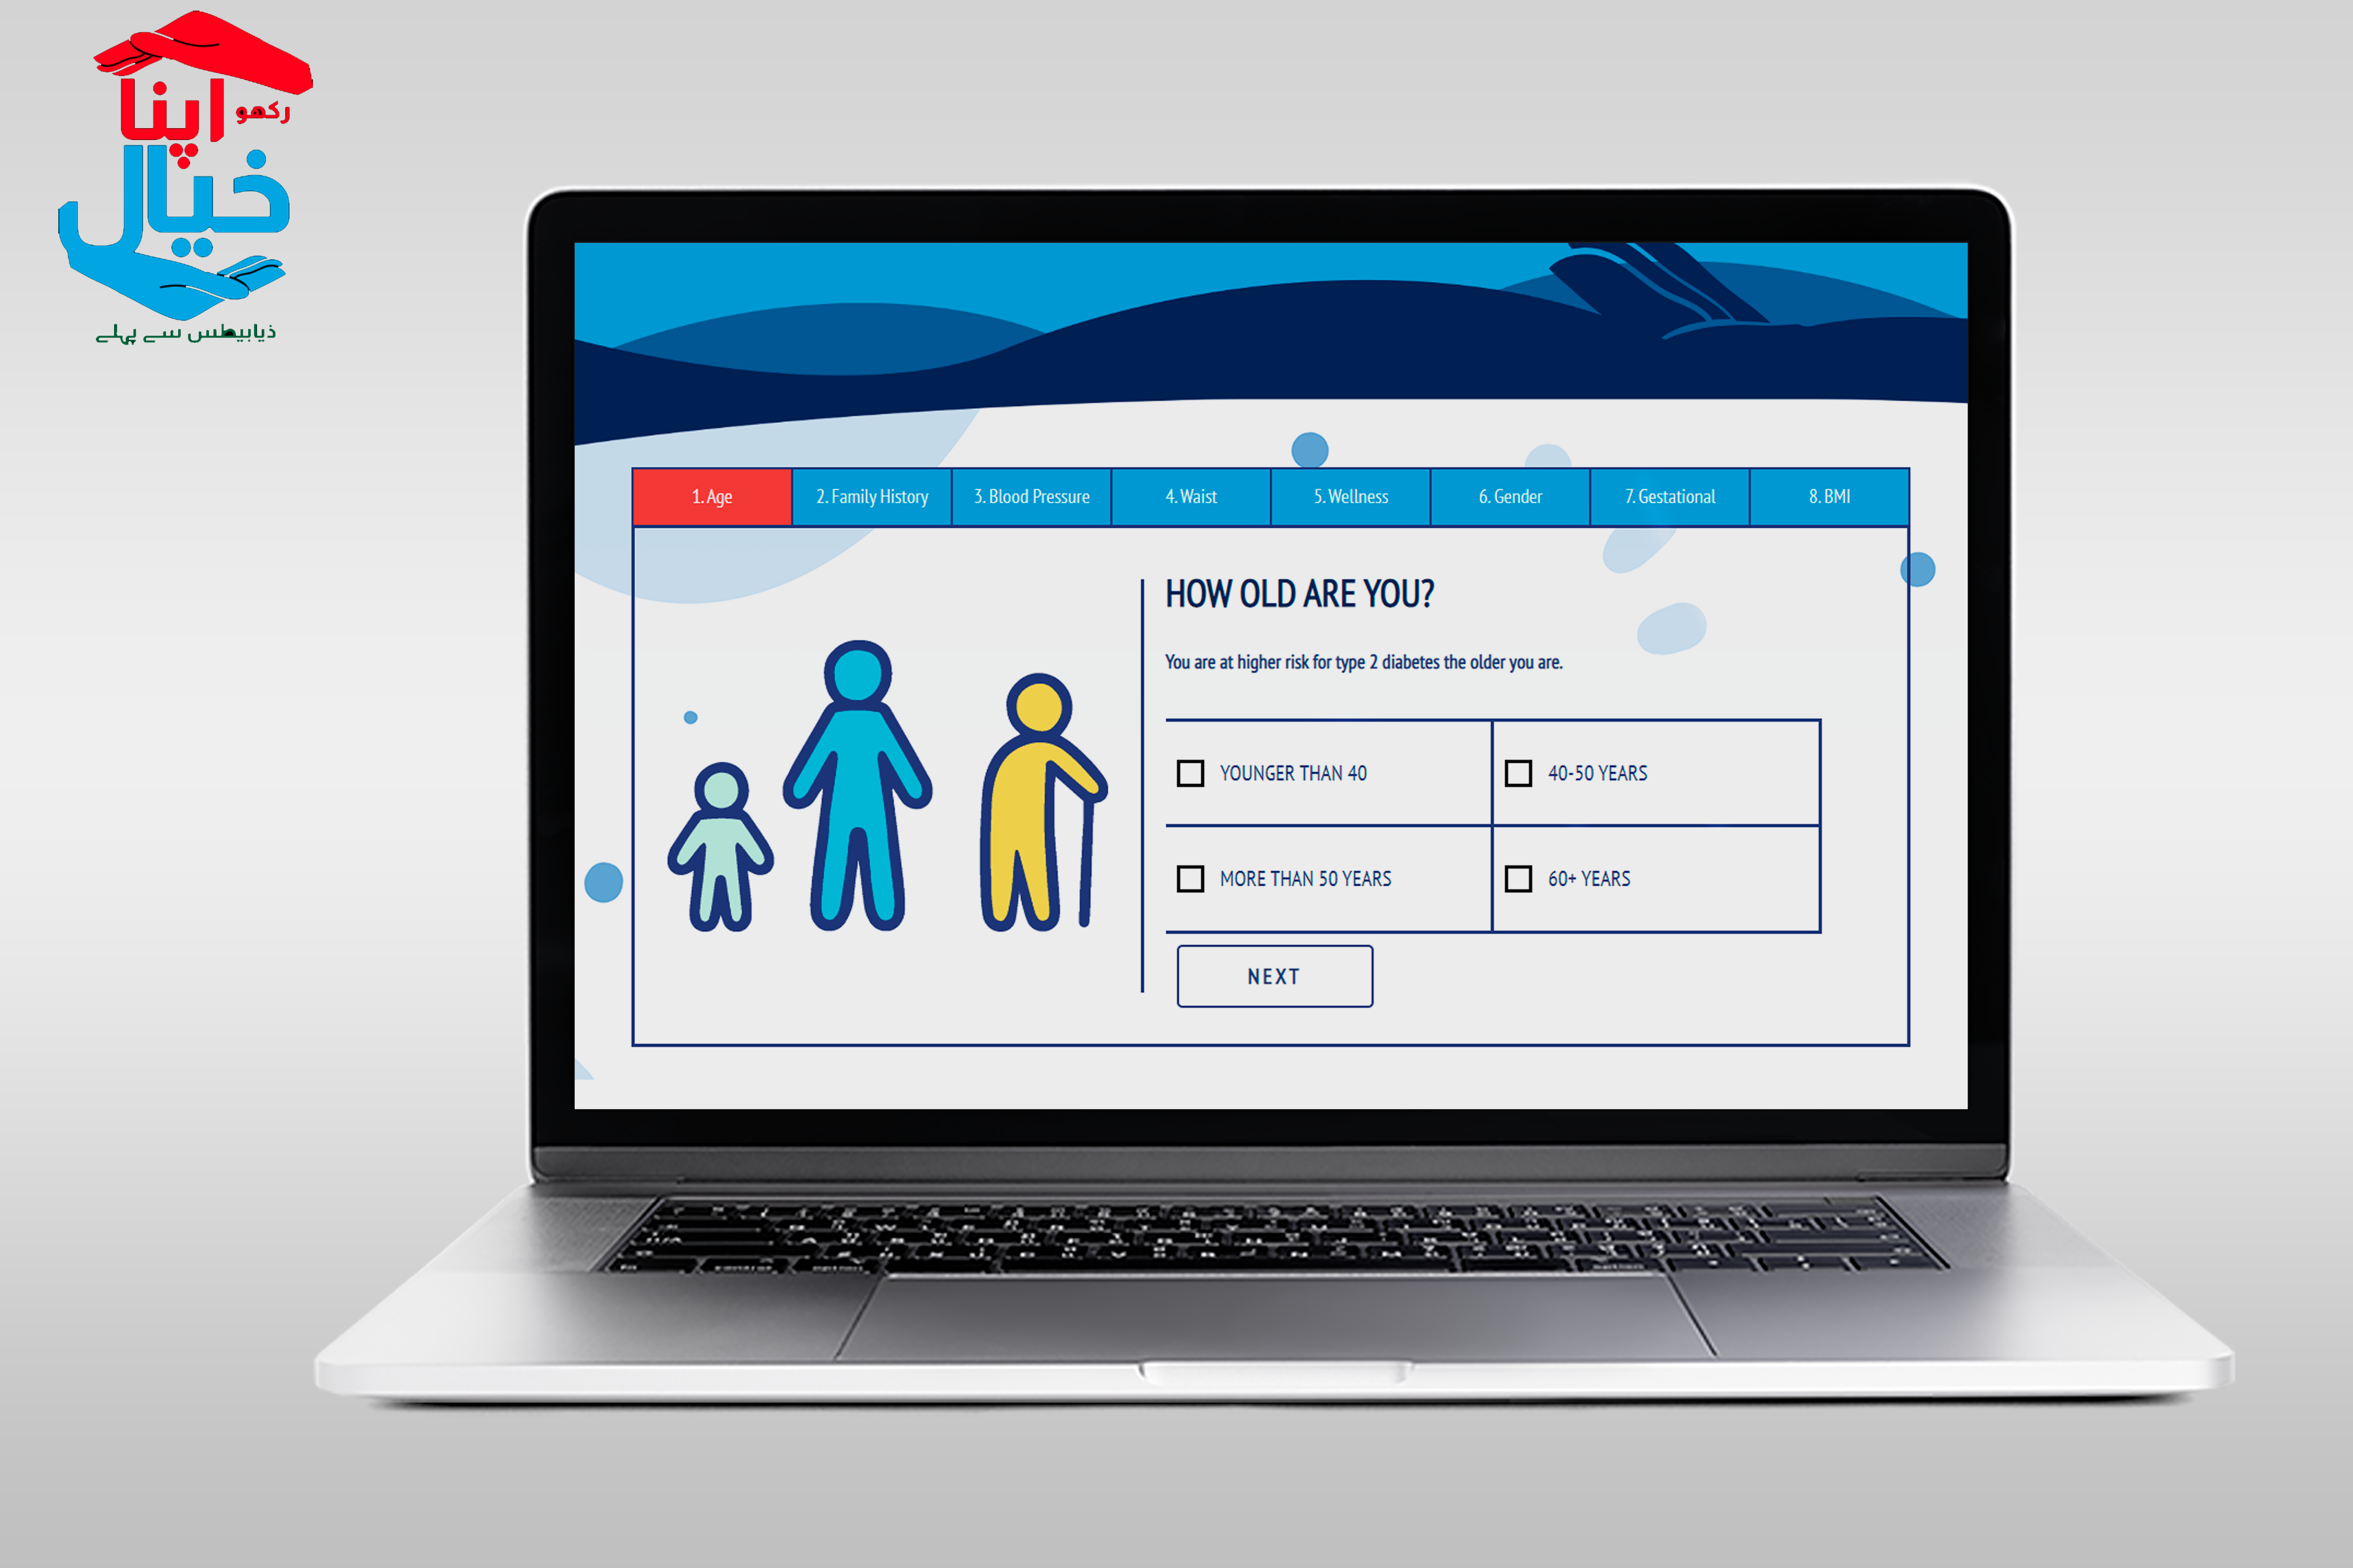 رکھو اپنا
خیال
ذیابیطس سے پہلے
1. Age
2. Family History
3. Blood Pressure
4. Waist
5. Wellness
6. Gender
7. Gestational
8. BMI
HOW OLD ARE YOU?
You are at higher risk for type 2 diabetes the older you are.
YOUNGER THAN 40
40-50 YEARS
MORE THAN 50 YEARS
60+ YEARS
NEXT